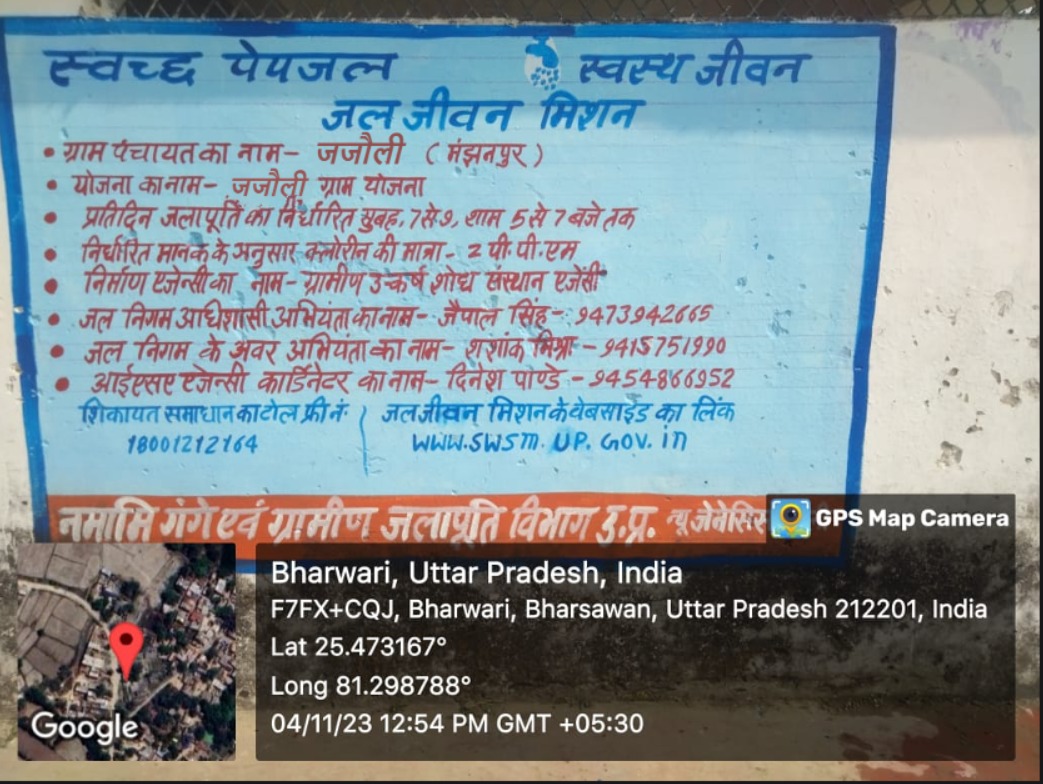 स्वच्छ पेयजल स्वस्थ जीवन
जल जीवन मिशन
• ग्राम पंचायत का नाम- जजौली (मंझनपुर)
• योजना का नाम- जजौली ग्राम योजना
• प्रतिदिन जलापूर्ति का निर्धारित सुबह, 7 से 9, शाम 5 से 7 बजे तक
• निर्धारित मानक के अनुसार क्लोरीन की मात्रा- 2 पी.पी.एम
• निर्माण एजेन्सी का नाम- ग्रामीण उत्कर्ष शोध संस्थान एजेंसी
• जल निगम अधिशासी अभियंता का नाम- जैपाल सिंह- 9473942665
• जल निगम के अवर अभियंता का नाम- शशांक मिश्रा- 9415751990
• आईएसए एजेन्सी कार्डिनेटर का नाम- दिनेश पाण्डे - 9454866952
शिकायत समाधान का टोल फ्री नं॰ जल जीवन मिशन के वेबसाइड का लिंक
18001212164 WWW.SWSM.UP.GOV.in
नमामि गंगे एवं ग्रामीण जलापूर्ति विभाग उ.प्र. न्यू जेनेसिस
GPS Map Camera
Bharwari, Uttar Pradesh, India
F7FX+CQJ, Bharwari, Bharsawan, Uttar Pradesh 212201, India
Lat 25.473167°
Long 81.298788°
04/11/23 12:54 PM GMT +05:30
Google